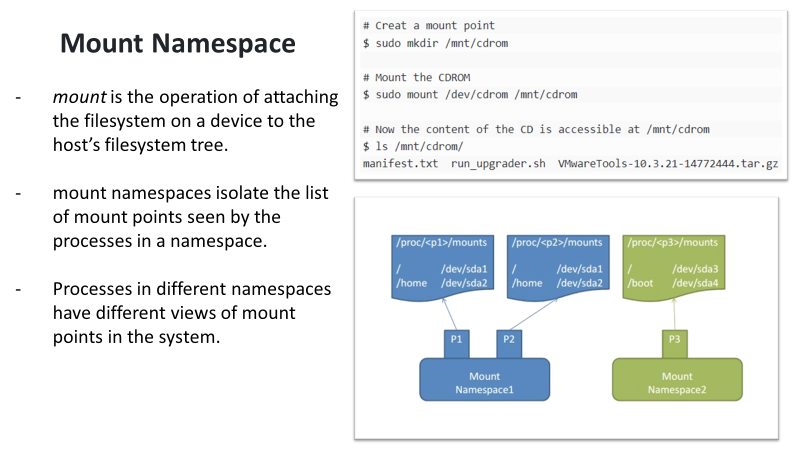 Mount Namespace
- mount is the operation of attaching
the filesystem on a device to the
host’s filesystem tree.
- mount namespaces isolate the list
of mount points seen by the
processes in a namespace.
- Processes in different namespaces
have different views of mount
points in the system.
# Creat a mount point
$ sudo mkdir /mnt/cdrom
# Mount the CDROM
$ sudo mount /dev/cdrom /mnt/cdrom
# Now the content of the CD is accessible at /mnt/cdrom
$ ls /mnt/cdrom/
manifest.txt  run_upgrader.sh  VMwareTools-10.3.21-14772444.tar.gz
/proc/<p1>/mounts
/ /dev/sda1
/home /dev/sda2
/proc/<p2>/mounts
/ /dev/sda1
/home /dev/sda2
/proc/<p3>/mounts
/ /dev/sda3
/boot /dev/sda4
P1
P2
P3
Mount
Namespace1
Mount
Namespace2